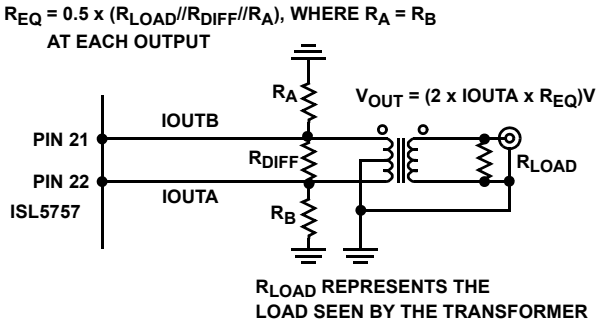 REQ = 0.5 x (RLOAD//RDIFF//RA), WHERE RA = RB
AT EACH OUTPUT
RA
VOUT = (2 x IOUTA x REQ)V
IOUTB
PIN 21
RDIFF
RLOAD
PIN 22
IOUTA
ISL5757
RB
RLOAD REPRESENTS THE
LOAD SEEN BY THE TRANSFORMER